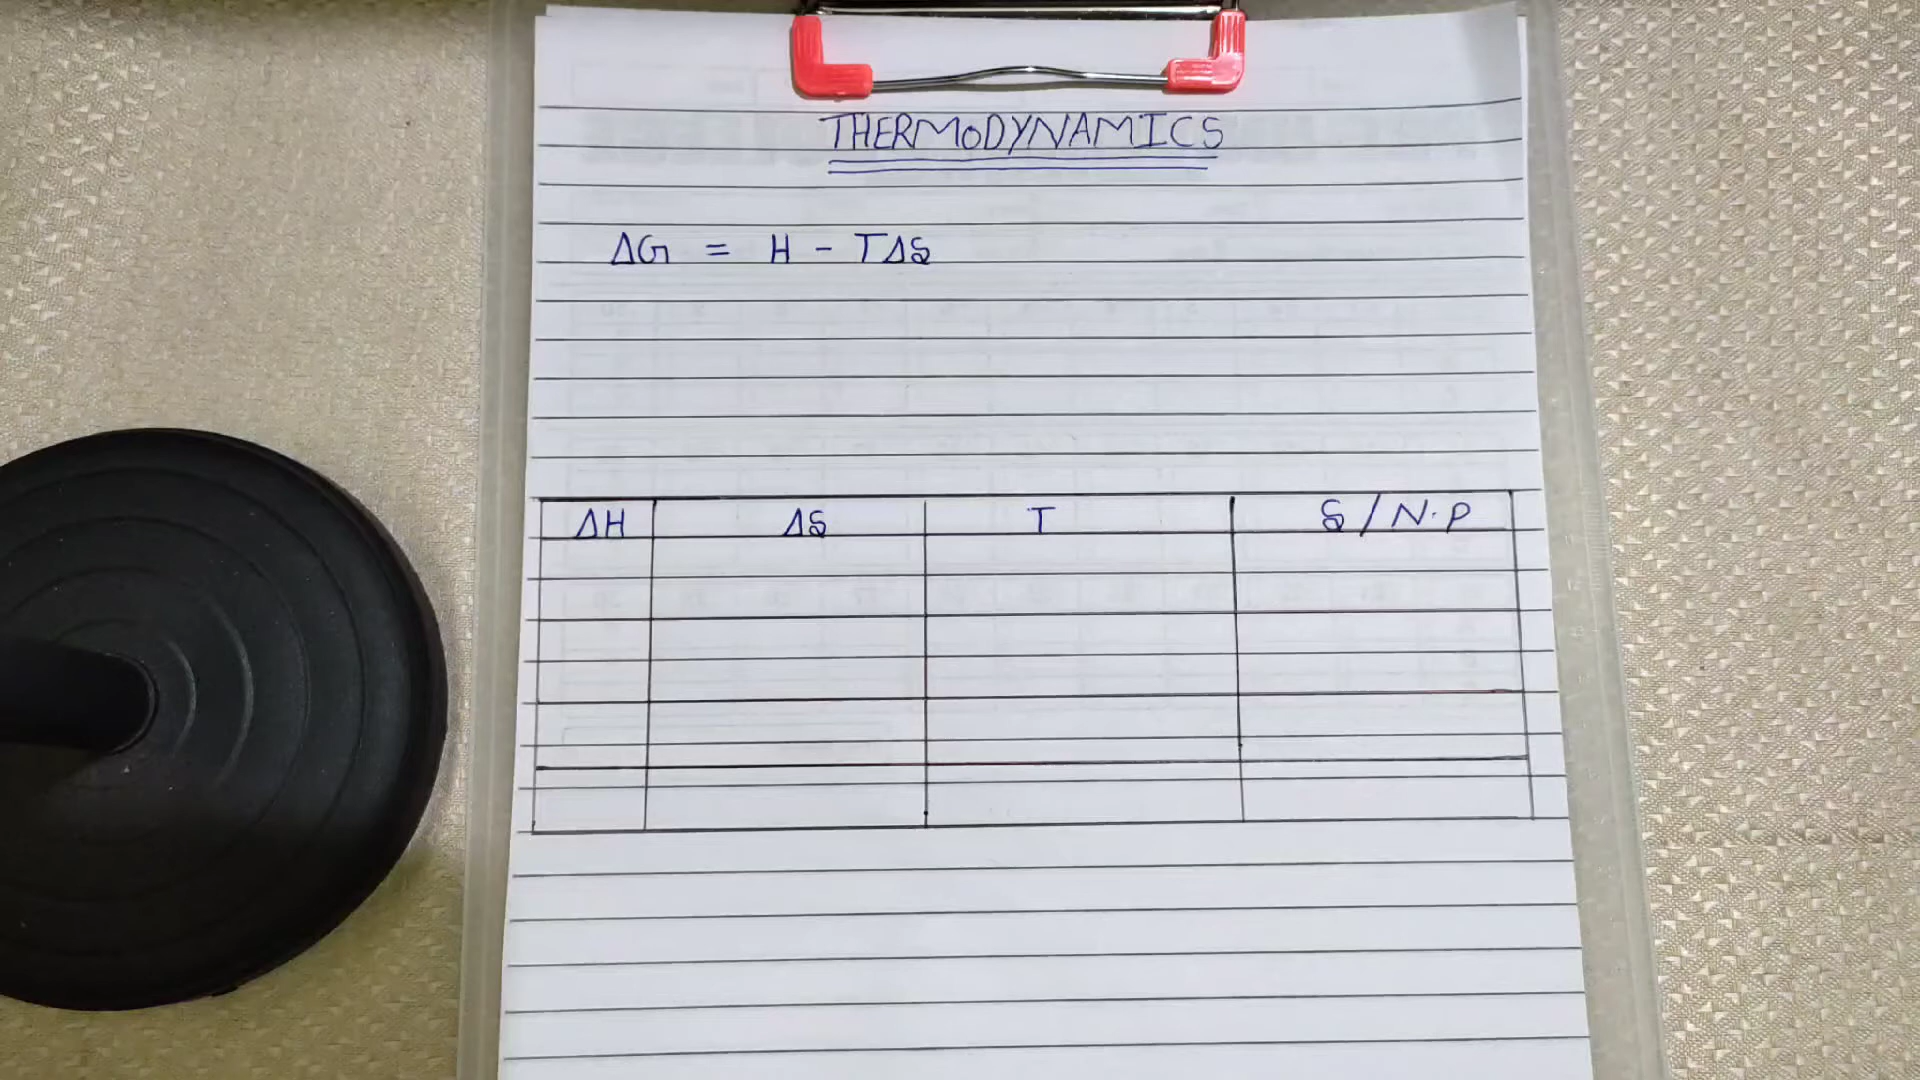 THERMODYNAMICS
ΔG = H - TΔS
ΔH ΔS T S/N.P